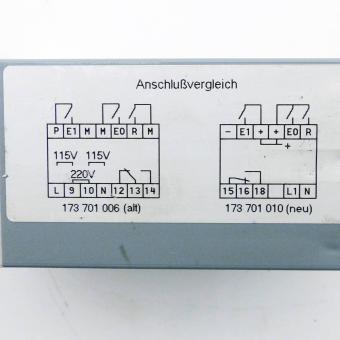 Anschlußvergleich
P E1 M M E0 R M
- E1 + + E0 R
+
115V 115V
220V
L 9 10 N 12 13 14
15 16 18 L1 N
173 701 006 (alt)
173 701 010 (neu)